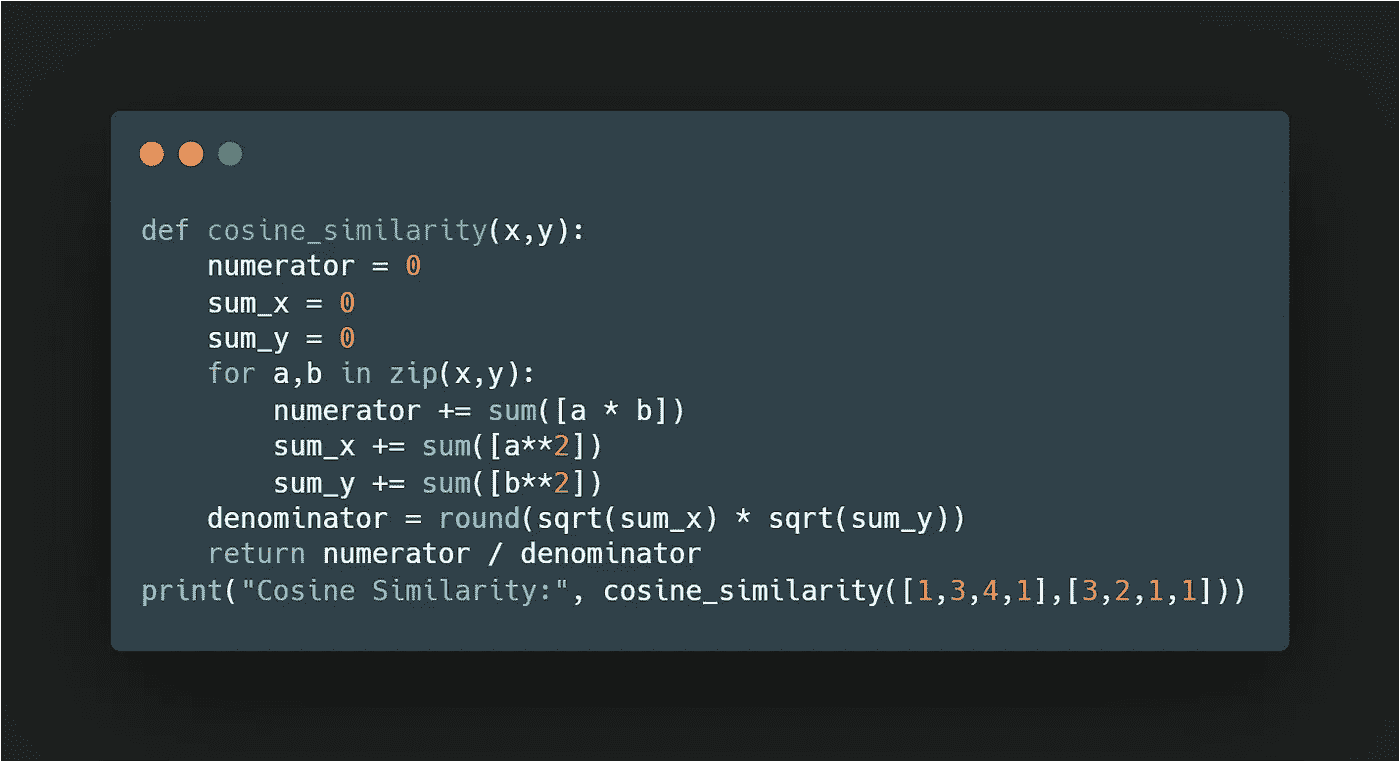 def cosine_similarity(x,y):
    numerator = 0
    sum_x = 0
    sum_y = 0
    for a,b in zip(x,y):
        numerator += sum([a * b])
        sum_x += sum([a**2])
        sum_y += sum([b**2])
    denominator = round(sqrt(sum_x) * sqrt(sum_y))
    return numerator / denominator
print("Cosine Similarity:", cosine_similarity([1,3,4,1],[3,2,1,1]))